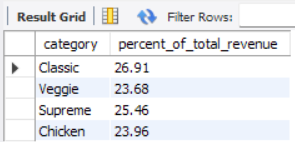 Result Grid Filter Rows:
category percent_of_total_revenue
Classic 26.91
Veggie 23.68
Supreme 25.46
Chicken 23.96